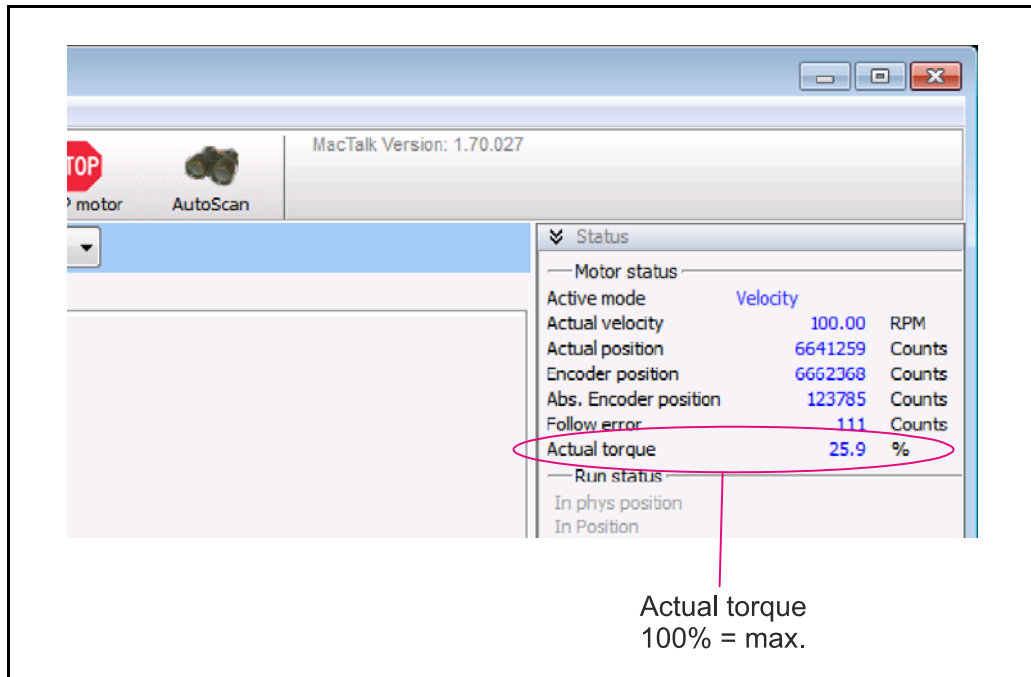 MacTalk Version: 1.70.027
TOP
P motor AutoScan
Status
Motor status
Active mode Velocity
Actual velocity 100.00 RPM
Actual position 6641259 Counts
Encoder position 6662368 Counts
Abs. Encoder position 123785 Counts
Follow error 111 Counts
Actual torque 25.9 %
Run status
In phys position
In Position
Actual torque
100% = max.